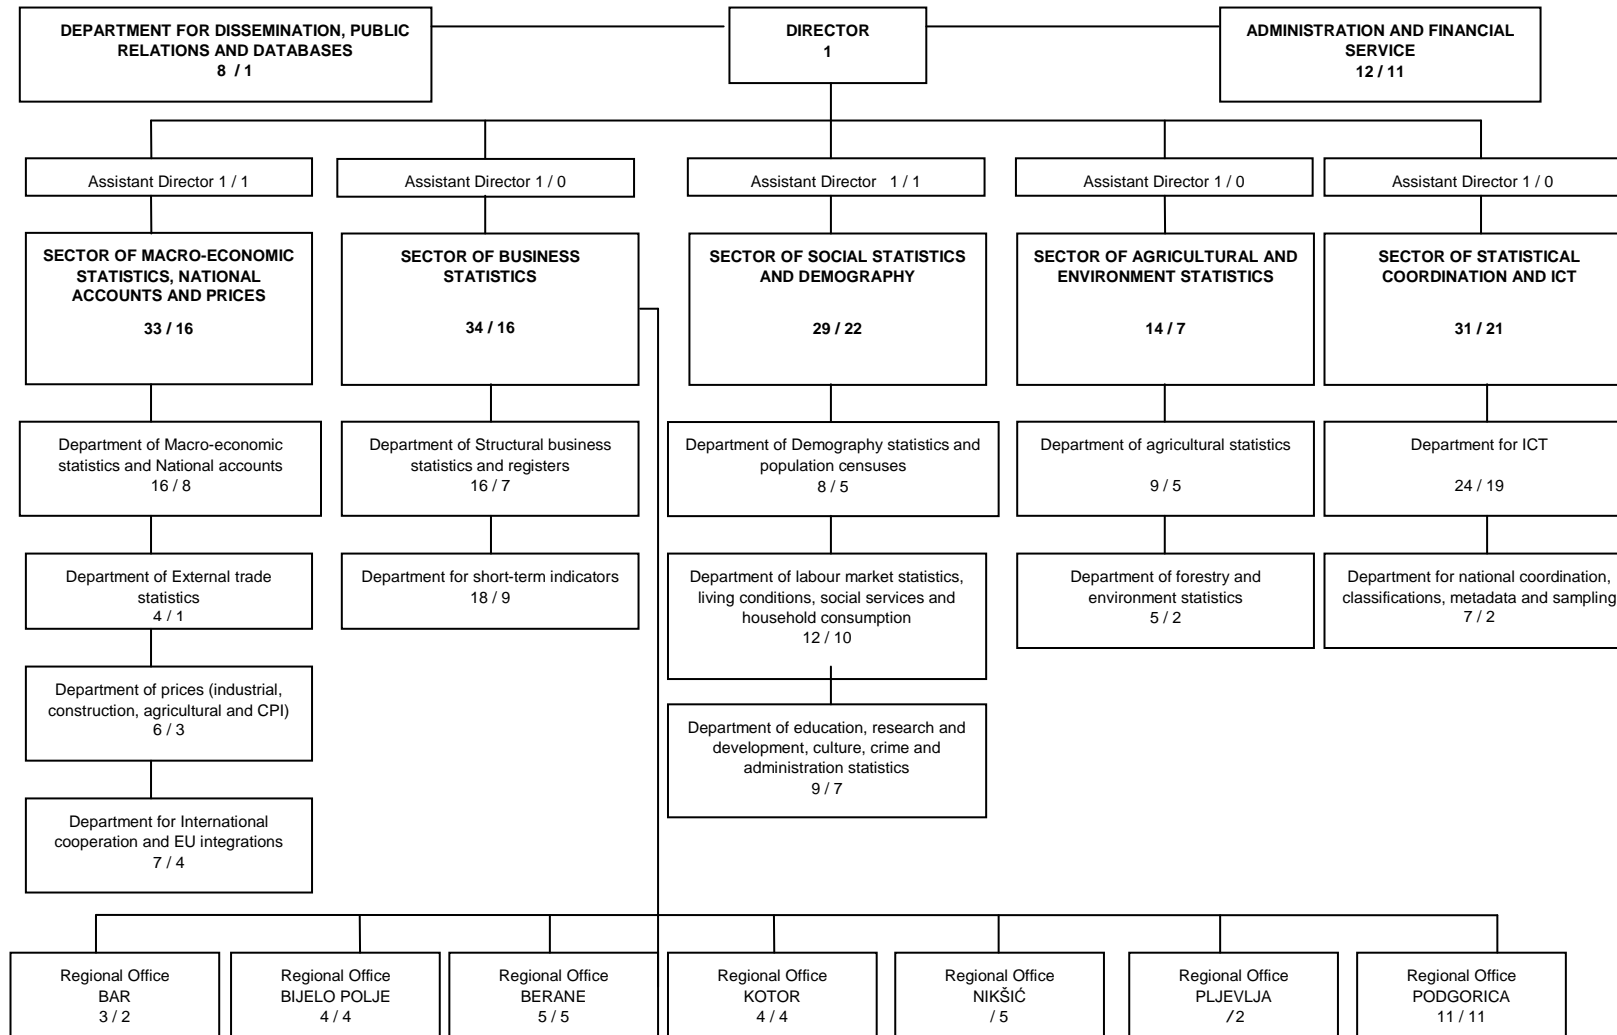 DEPARTMENT FOR DISSEMINATION, PUBLIC
RELATIONS AND DATABASES
8 / 1
DIRECTOR
1
ADMINISTRATION AND FINANCIAL
SERVICE
12 / 11
Assistant Director 1 / 1
Assistant Director 1 / 0
Assistant Director 1 / 1
Assistant Director 1 / 0
Assistant Director 1 / 0
SECTOR OF MACRO-ECONOMIC
STATISTICS, NATIONAL
ACCOUNTS AND PRICES
33 / 16
SECTOR OF BUSINESS
STATISTICS
34 / 16
SECTOR OF SOCIAL STATISTICS
AND DEMOGRAPHY
29 / 22
SECTOR OF AGRICULTURAL AND
ENVIRONMENT STATISTICS
14 / 7
SECTOR OF STATISTICAL
COORDINATION AND ICT
31 / 21
Department of Macro-economic
statistics and National accounts
16 / 8
Department of Structural business
statistics and registers
16 / 7
Department of Demography statistics and
population censuses
8 / 5
Department of agricultural statistics
9 / 5
Department for ICT
24 / 19
Department of External trade
statistics
4 / 1
Department for short-term indicators
18 / 9
Department of labour market statistics,
living conditions, social services and
household consumption
12 / 10
Department of forestry and
environment statistics
5 / 2
Department for national coordination,
classifications, metadata and sampling
7 / 2
Department of prices (industrial,
construction, agricultural and CPI)
6 / 3
Department of education, research and
development, culture, crime and
administration statistics
9 / 7
Department for International
cooperation and EU integrations
7 / 4
Regional Office
BAR
3 / 2
Regional Office
BIJELO POLJE
4 / 4
Regional Office
BERANE
5 / 5
Regional Office
KOTOR
4 / 4
Regional Office
NIKŠIĆ
/ 5
Regional Office
PLJEVLJA
/ 2
Regional Office
PODGORICA
11 / 11